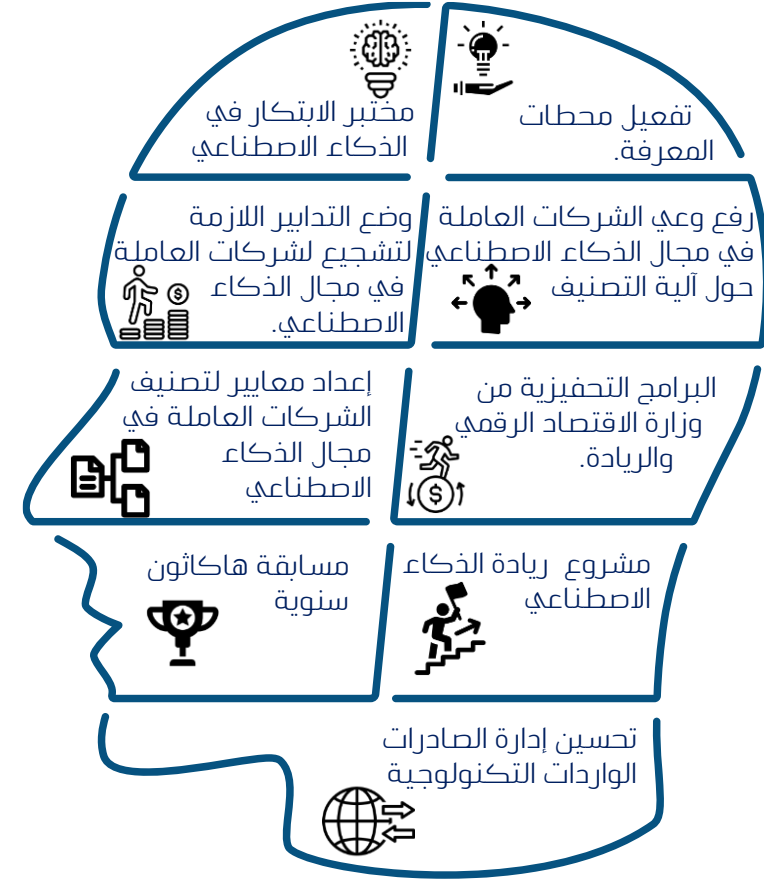 تفعيل محطات
المعرفة.
مختبر الابتكار في
الذكاء الاصطناعي
رفع وعي الشركات العاملة
في مجال الذكاء الاصطناعي
حول آلية التصنيف
وضع التدابير اللازمة
لتشجيع لشركات العاملة
في مجال الذكاء
الاصطناعي.
البرامج التحفيزية من
وزارة الاقتصاد الرقمي
والريادة.
إعداد معايير لتصنيف
الشركات العاملة في
مجال الذكاء
الاصطناعي
مشروع ريادة الذكاء
الاصطناعي
مسابقة هاكاثون
سنوية
تحسين إدارة الصادرات
الواردات التكنولوجية